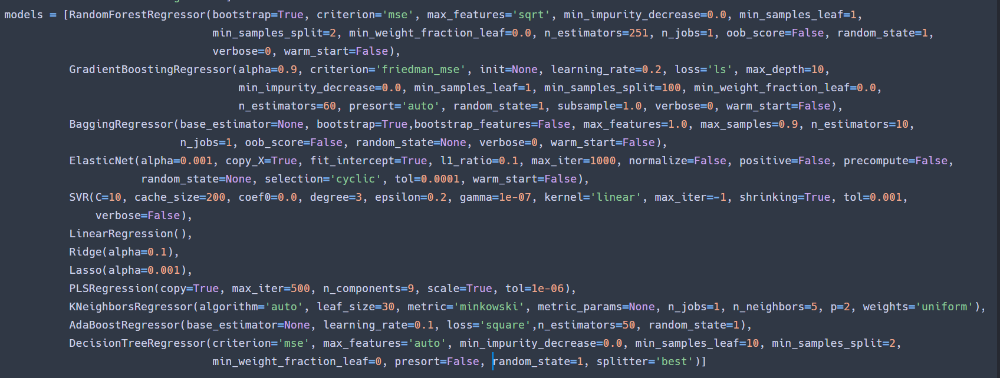 models = [RandomForestRegressor(bootstrap=True, criterion='mse', max_features='sqrt', min_impurity_decrease=0.0, min_samples_leaf=1,
min_samples_split=2, min_weight_fraction_leaf=0.0, n_estimators=251, n_jobs=1, oob_score=False, random_state=1,
verbose=0, warm_start=False),
GradientBoostingRegressor(alpha=0.9, criterion='friedman_mse', init=None, learning_rate=0.2, loss='ls', max_depth=10,
min_impurity_decrease=0.0, min_samples_leaf=1, min_samples_split=100, min_weight_fraction_leaf=0.0,
n_estimators=60, presort='auto', random_state=1, subsample=1.0, verbose=0, warm_start=False),
BaggingRegressor(base_estimator=None, bootstrap=True,bootstrap_features=False, max_features=1.0, max_samples=0.9, n_estimators=10,
n_jobs=1, oob_score=False, random_state=None, verbose=0, warm_start=False),
ElasticNet(alpha=0.001, copy_X=True, fit_intercept=True, l1_ratio=0.1, max_iter=1000, normalize=False, positive=False, precompute=False,
random_state=None, selection='cyclic', tol=0.0001, warm_start=False),
SVR(C=10, cache_size=200, coef0=0.0, degree=3, epsilon=0.2, gamma=1e-07, kernel='linear', max_iter=-1, shrinking=True, tol=0.001,
verbose=False),
LinearRegression(),
Ridge(alpha=0.1),
Lasso(alpha=0.001),
PLSRegression(copy=True, max_iter=500, n_components=9, scale=True, tol=1e-06),
KNeighborsRegressor(algorithm='auto', leaf_size=30, metric='minkowski', metric_params=None, n_jobs=1, n_neighbors=5, p=2, weights='uniform'),
AdaBoostRegressor(base_estimator=None, learning_rate=0.1, loss='square',n_estimators=50, random_state=1),
DecisionTreeRegressor(criterion='mse', max_features='auto', min_impurity_decrease=0.0, min_samples_leaf=10, min_samples_split=2,
min_weight_fraction_leaf=0, presort=False, random_state=1, splitter='best')]